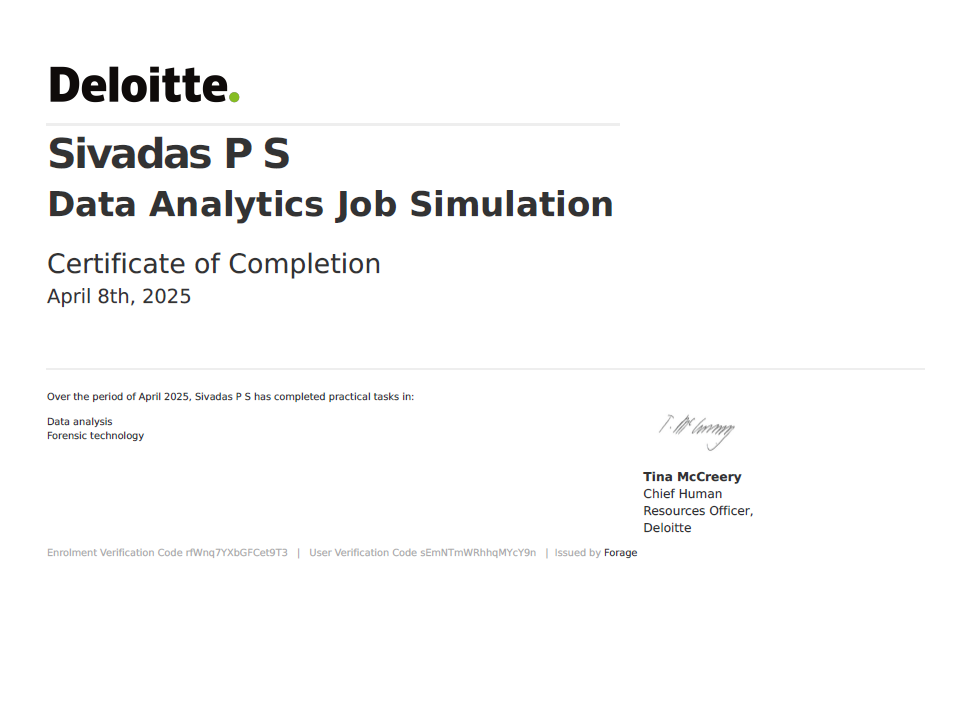 Deloitte.
Sivadas P S
Data Analytics Job Simulation
Certificate of Completion
April 8th, 2025
Over the period of April 2025, Sivadas P S has completed practical tasks in:
Data analysis
Forensic technology
T. McCreery
Tina McCreery
Chief Human
Resources Officer,
Deloitte
Enrolment Verification Code rfWnq7YXbGFCet9T3 | User Verification Code sEmNTmWRhhqMYcY9n | Issued by Forage